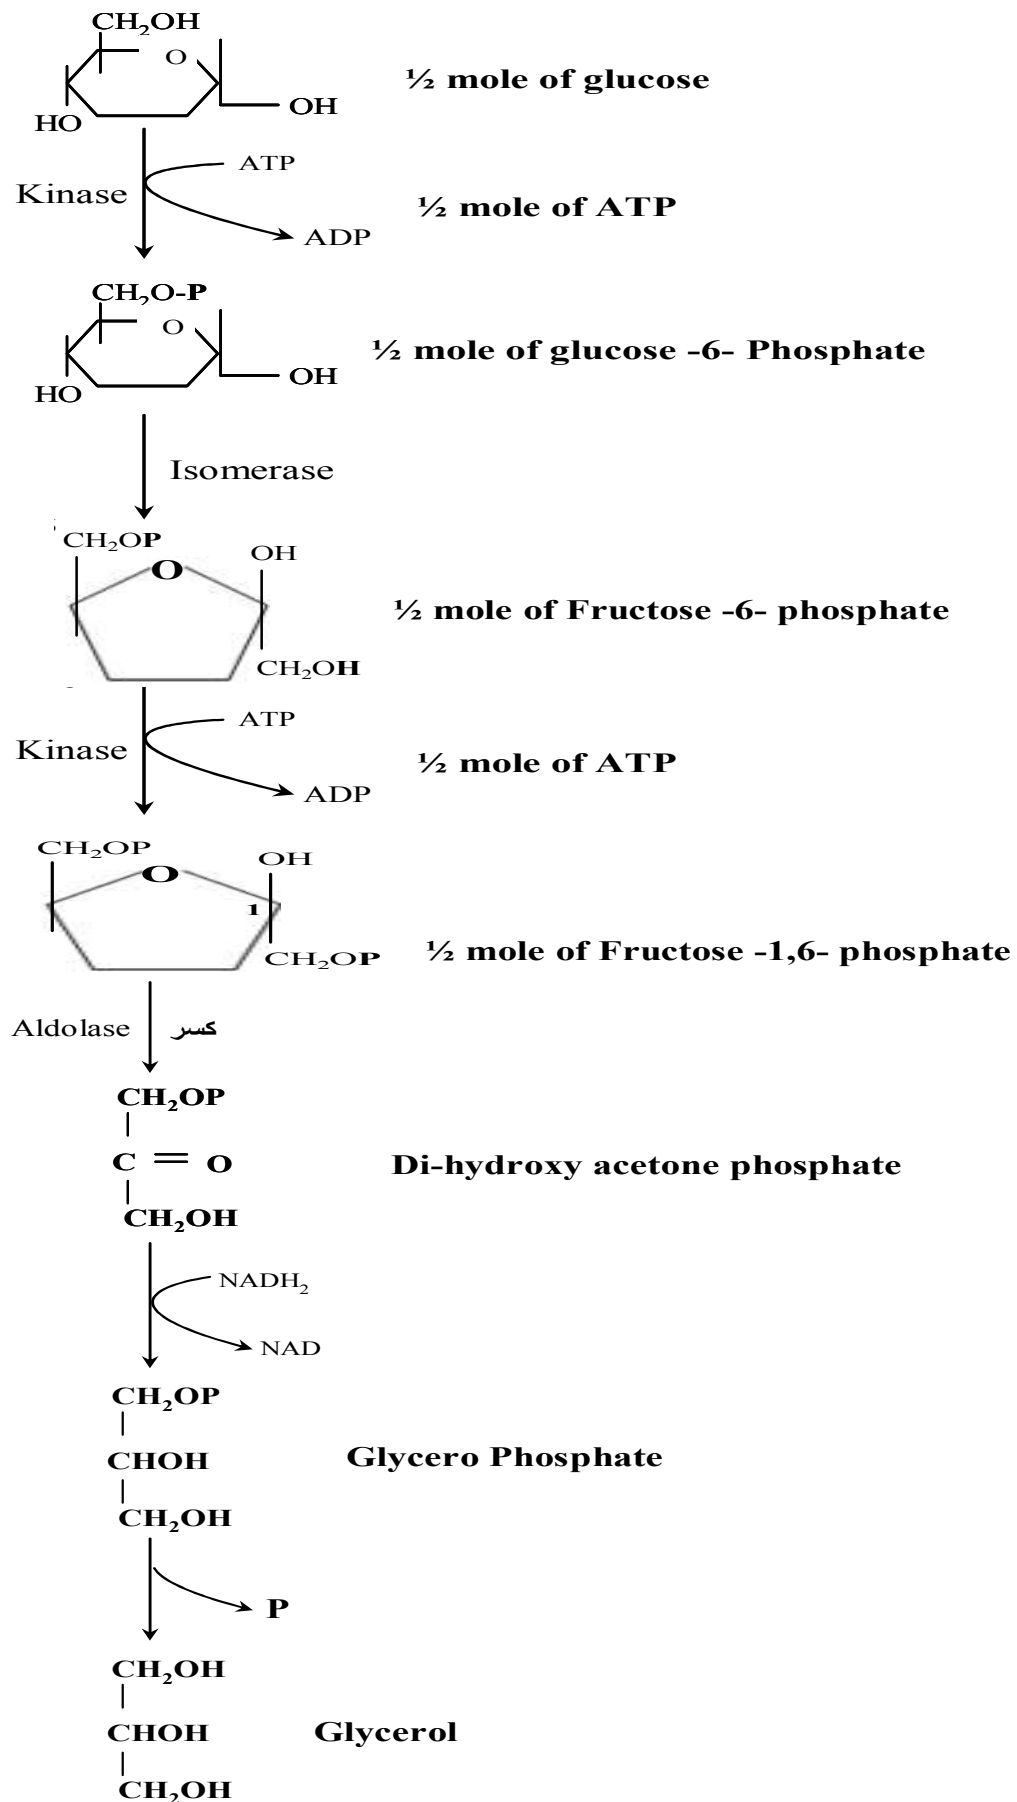 CH₂OH
O
½ mole of glucose
OH
HO
ATP
Kinase
½ mole of ATP
ADP
CH₂O-P
O
½ mole of glucose -6- Phosphate
OH
HO
Isomerase
CH₂OP
OH
O
½ mole of Fructose -6- phosphate
CH₂OH
ATP
Kinase
½ mole of ATP
ADP
CH₂OP
OH
O
1
CH₂OP
½ mole of Fructose -1,6- phosphate
Aldolase كسر
CH₂OP
C = O
Di-hydroxy acetone phosphate
CH₂OH
NADH₂
NAD
CH₂OP
CHOH
Glycero Phosphate
CH₂OH
P
CH₂OH
CHOH
Glycerol
CH₂OH